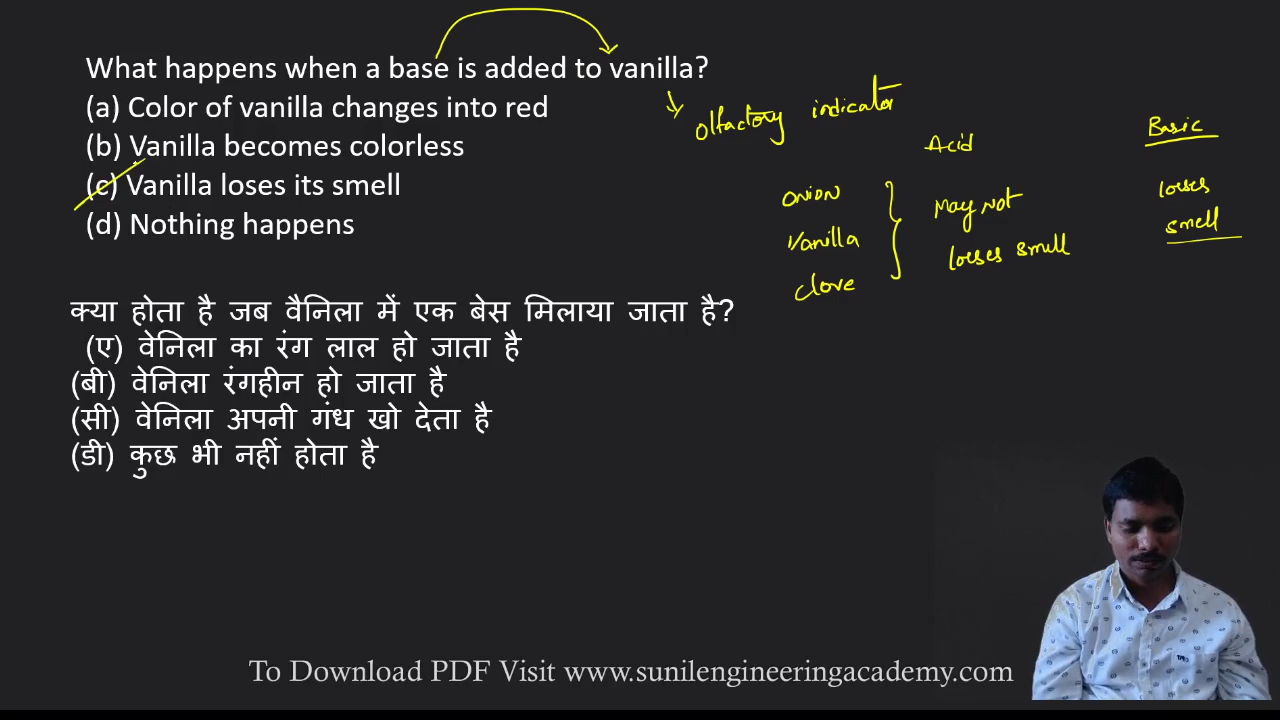 What happens when a base is added to vanilla?
(a) Color of vanilla changes into red
(b) Vanilla becomes colorless
(c) Vanilla loses its smell
(d) Nothing happens
Olfactory indicator
Acid
Basic
onion
Vanilla
clove
May not
loses smell
loses
smell
क्या होता है जब वैनिला में एक बेस मिलाया जाता है?
(ए) वेनिला का रंग लाल हो जाता है
(बी) वेनिला रंगहीन हो जाता है
(सी) वेनिला अपनी गंध खो देता है
(डी) कुछ भी नहीं होता है
To Download PDF Visit www.sunilengineeringacademy.com